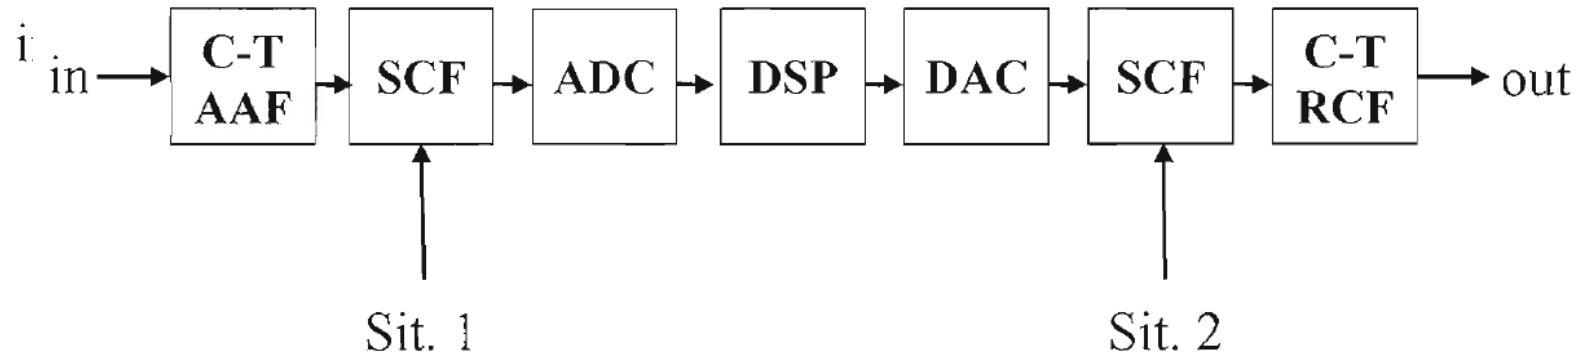 in
C-T
AAF
SCF
ADC
DSP
DAC
SCF
C-T
RCF
out
Sit. 1
Sit. 2